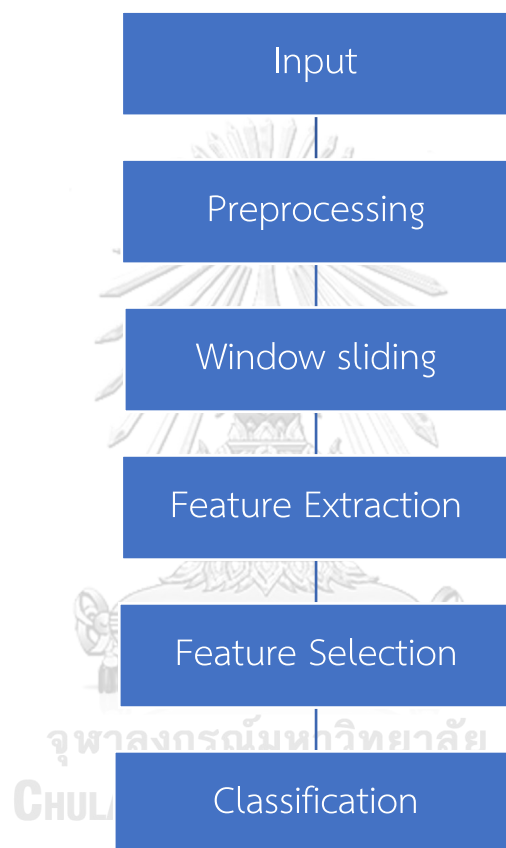 Input
Preprocessing
Window sliding
Feature Extraction
Feature Selection
จุฬาลงกรณ์มหาวิทยาลัย
Classification